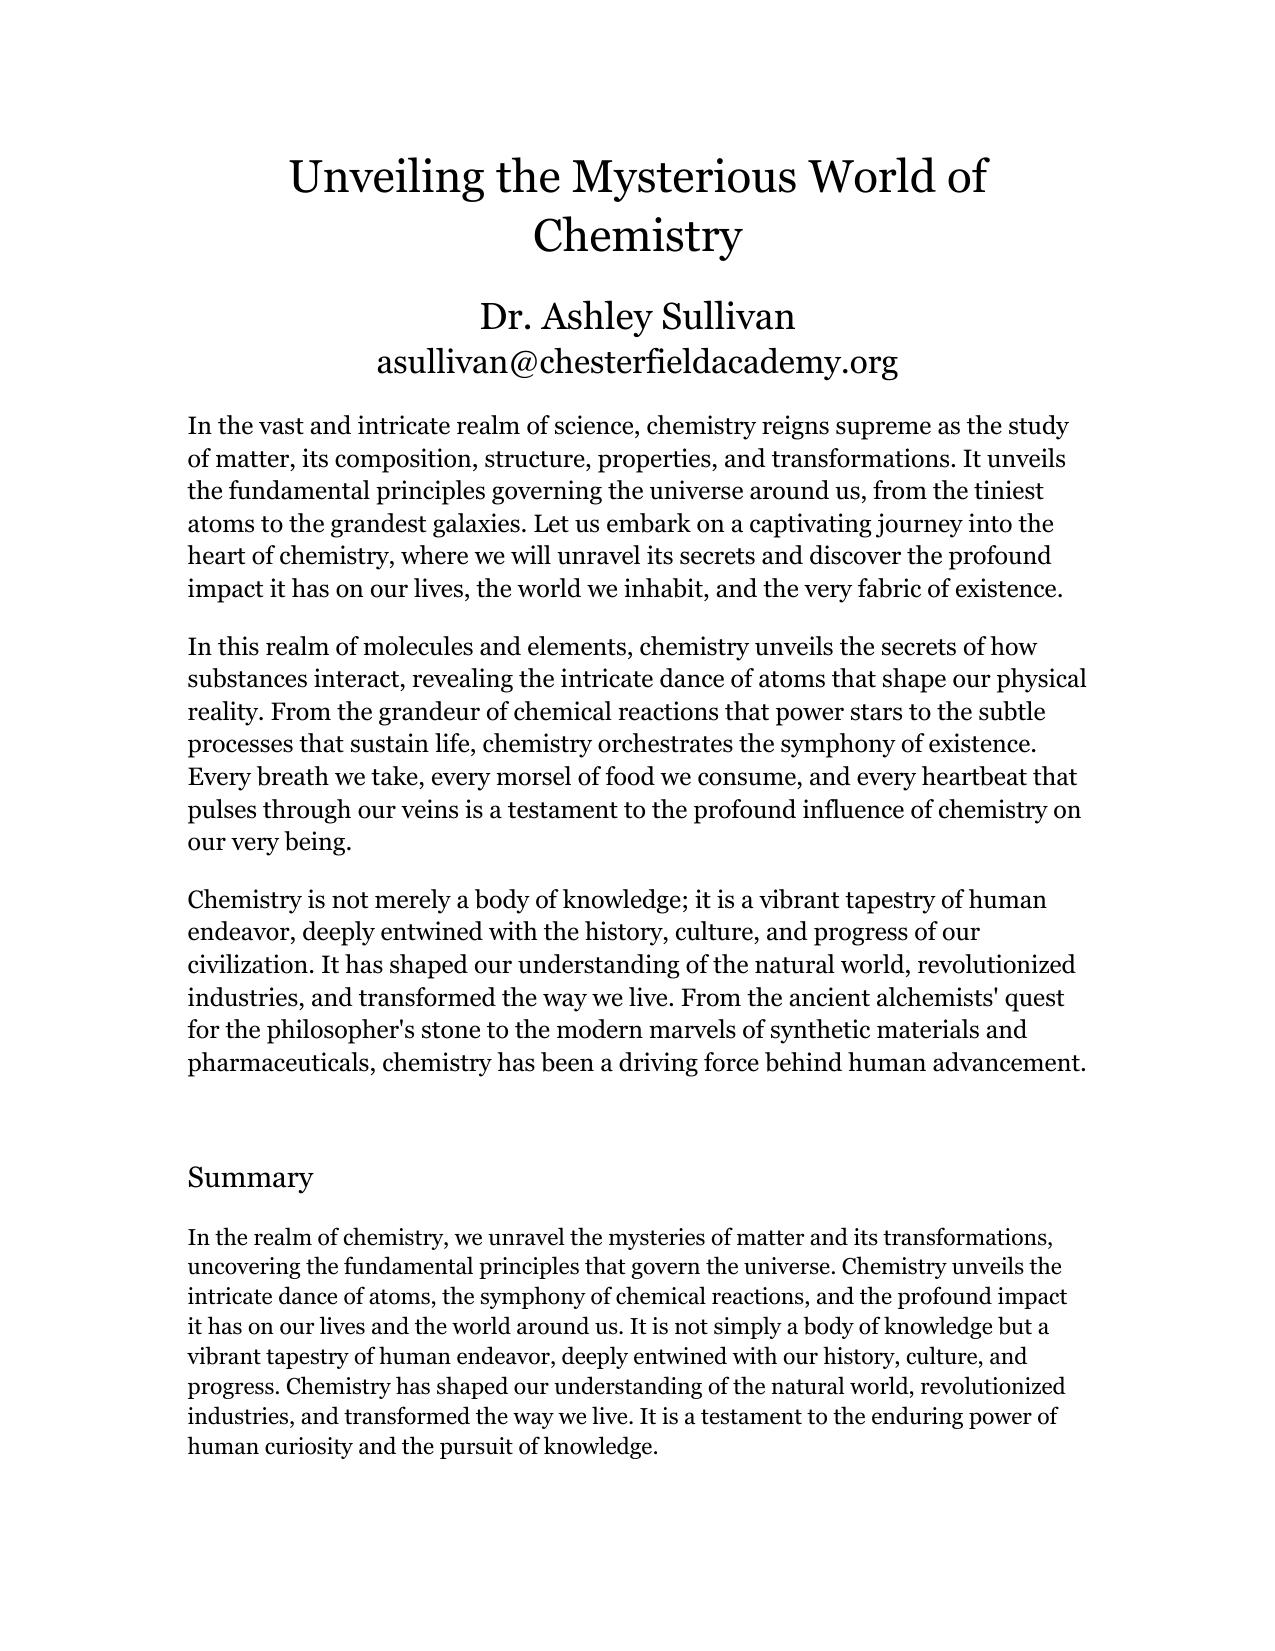 Unveiling the Mysterious World of
Chemistry
Dr. Ashley Sullivan
asullivan@chesterfieldacademy.org
In the vast and intricate realm of science, chemistry reigns supreme as the study
of matter, its composition, structure, properties, and transformations. It unveils
the fundamental principles governing the universe around us, from the tiniest
atoms to the grandest galaxies. Let us embark on a captivating journey into the
heart of chemistry, where we will unravel its secrets and discover the profound
impact it has on our lives, the world we inhabit, and the very fabric of existence.
In this realm of molecules and elements, chemistry unveils the secrets of how
substances interact, revealing the intricate dance of atoms that shape our physical
reality. From the grandeur of chemical reactions that power stars to the subtle
processes that sustain life, chemistry orchestrates the symphony of existence.
Every breath we take, every morsel of food we consume, and every heartbeat that
pulses through our veins is a testament to the profound influence of chemistry on
our very being.
Chemistry is not merely a body of knowledge; it is a vibrant tapestry of human
endeavor, deeply entwined with the history, culture, and progress of our
civilization. It has shaped our understanding of the natural world, revolutionized
industries, and transformed the way we live. From the ancient alchemists' quest
for the philosopher's stone to the modern marvels of synthetic materials and
pharmaceuticals, chemistry has been a driving force behind human advancement.
Summary
In the realm of chemistry, we unravel the mysteries of matter and its transformations,
uncovering the fundamental principles that govern the universe. Chemistry unveils the
intricate dance of atoms, the symphony of chemical reactions, and the profound impact
it has on our lives and the world around us. It is not simply a body of knowledge but a
vibrant tapestry of human endeavor, deeply entwined with our history, culture, and
progress. Chemistry has shaped our understanding of the natural world, revolutionized
industries, and transformed the way we live. It is a testament to the enduring power of
human curiosity and the pursuit of knowledge.